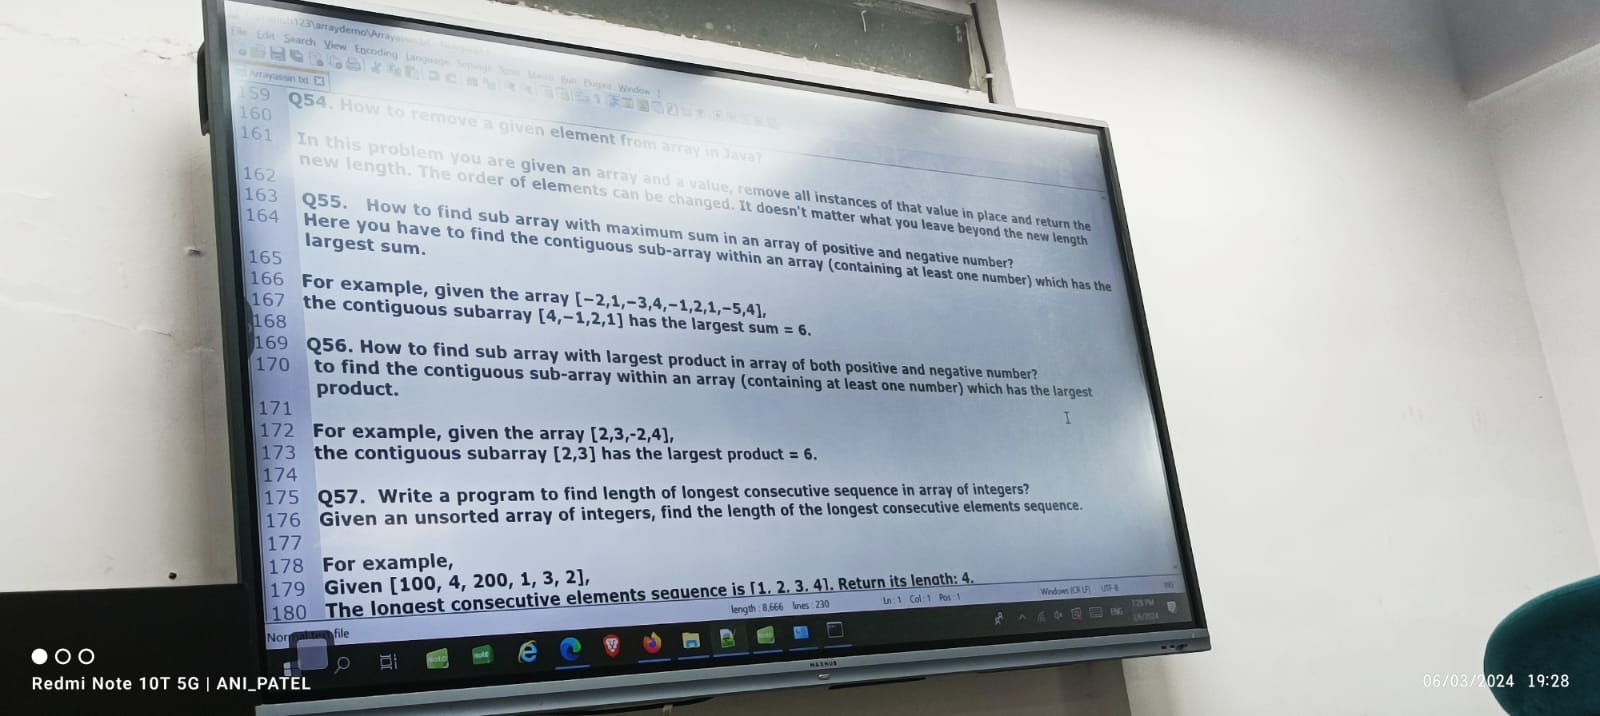 File Edit Search View Encoding Language Settings Macro Run Plugins Window ?
Arrayassin.txt
159 Q54. How to remove a given element from array in Java?
160
161 In this problem you are given an array and a value, remove all instances of that value in place and return the
new length. The order of elements can be changed. It doesn't matter what you leave beyond the new length
162
163 Q55. How to find sub array with maximum sum in an array of positive and negative number?
164 Here you have to find the contiguous sub-array within an array (containing at least one number) which has the
largest sum.
165
166 For example, given the array [−2,1,−3,4,−1,2,1,−5,4],
167 the contiguous subarray [4,−1,2,1] has the largest sum = 6.
168
169 Q56. How to find sub array with largest product in array of both positive and negative number?
170 to find the contiguous sub-array within an array (containing at least one number) which has the largest
product.
171
172 For example, given the array [2,3,-2,4],
173 the contiguous subarray [2,3] has the largest product = 6.
174
175 Q57. Write a program to find length of longest consecutive sequence in array of integers?
176 Given an unsorted array of integers, find the length of the longest consecutive elements sequence.
177
178 For example,
179 Given [100, 4, 200, 1, 3, 2],
180 The longest consecutive elements sequence is [1, 2, 3, 4]. Return its length: 4.
Normal text file length : 8,666 lines : 230 Ln : 1 Col : 1 Pos : 1 Windows (CR LF) UTF-8 INS
ENG 7:28 PM
MAXHUB
Redmi Note 10T 5G | ANI_PATEL
06/03/2024 19:28